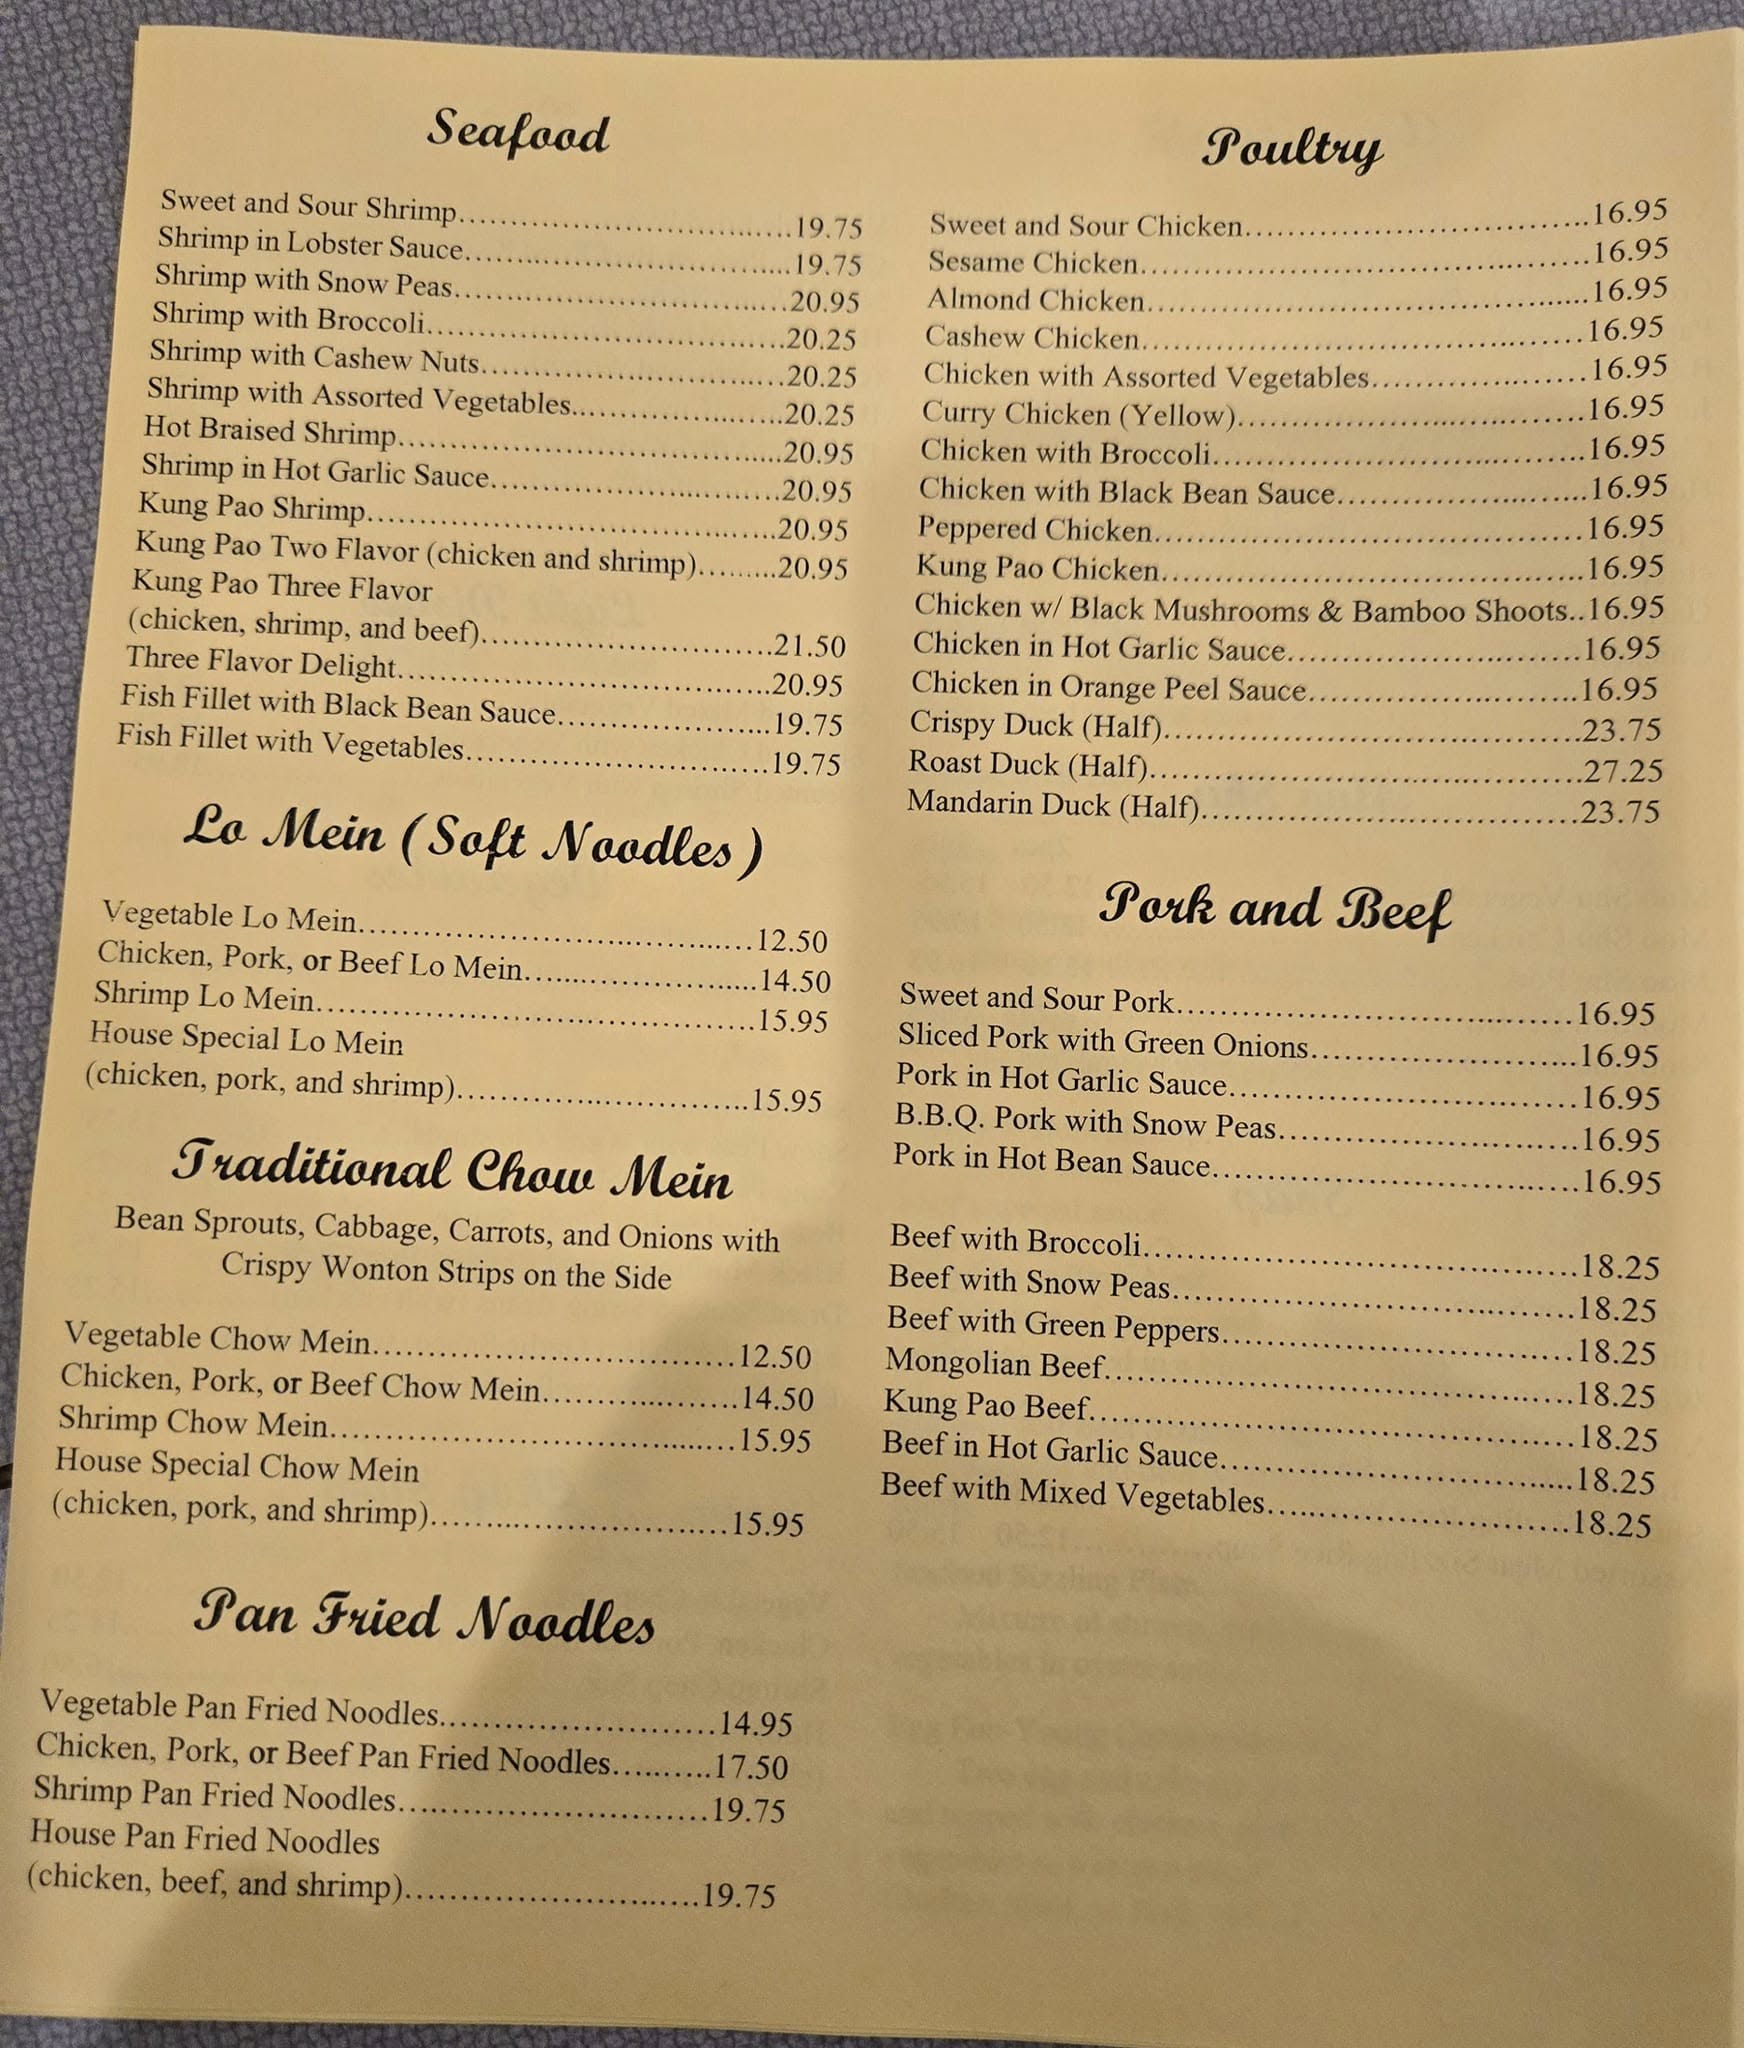 Seafood
Sweet and Sour Shrimp.....19.75
Shrimp in Lobster Sauce.....19.75
Shrimp with Snow Peas.....20.95
Shrimp with Broccoli.....20.25
Shrimp with Cashew Nuts.....20.25
Shrimp with Assorted Vegetables.....20.25
Hot Braised Shrimp.....20.95
Shrimp in Hot Garlic Sauce.....20.95
Kung Pao Shrimp.....20.95
Kung Pao Two Flavor (chicken and shrimp).....20.95
Kung Pao Three Flavor
(chicken, shrimp, and beef).....21.50
Three Flavor Delight.....20.95
Fish Fillet with Black Bean Sauce.....19.75
Fish Fillet with Vegetables.....19.75
Lo Mein (Soft Noodles)
Vegetable Lo Mein.....12.50
Chicken, Pork, or Beef Lo Mein.....14.50
Shrimp Lo Mein.....15.95
House Special Lo Mein
(chicken, pork, and shrimp).....15.95
Traditional Chow Mein
Bean Sprouts, Cabbage, Carrots, and Onions with
Crispy Wonton Strips on the Side
Vegetable Chow Mein.....12.50
Chicken, Pork, or Beef Chow Mein.....14.50
Shrimp Chow Mein.....15.95
House Special Chow Mein
(chicken, pork, and shrimp).....15.95
Pan Fried Noodles
Vegetable Pan Fried Noodles.....14.95
Chicken, Pork, or Beef Pan Fried Noodles.....17.50
Shrimp Pan Fried Noodles.....19.75
House Pan Fried Noodles
(chicken, beef, and shrimp).....19.75
Poultry
Sweet and Sour Chicken.....16.95
Sesame Chicken.....16.95
Almond Chicken.....16.95
Cashew Chicken.....16.95
Chicken with Assorted Vegetables.....16.95
Curry Chicken (Yellow).....16.95
Chicken with Broccoli.....16.95
Chicken with Black Bean Sauce.....16.95
Peppered Chicken.....16.95
Kung Pao Chicken.....16.95
Chicken w/ Black Mushrooms & Bamboo Shoots..16.95
Chicken in Hot Garlic Sauce.....16.95
Chicken in Orange Peel Sauce.....16.95
Crispy Duck (Half).....23.75
Roast Duck (Half).....27.25
Mandarin Duck (Half).....23.75
Pork and Beef
Sweet and Sour Pork.....16.95
Sliced Pork with Green Onions.....16.95
Pork in Hot Garlic Sauce.....16.95
B.B.Q. Pork with Snow Peas.....16.95
Pork in Hot Bean Sauce.....16.95
Beef with Broccoli.....18.25
Beef with Snow Peas.....18.25
Beef with Green Peppers.....18.25
Mongolian Beef.....18.25
Kung Pao Beef.....18.25
Beef in Hot Garlic Sauce.....18.25
Beef with Mixed Vegetables.....18.25